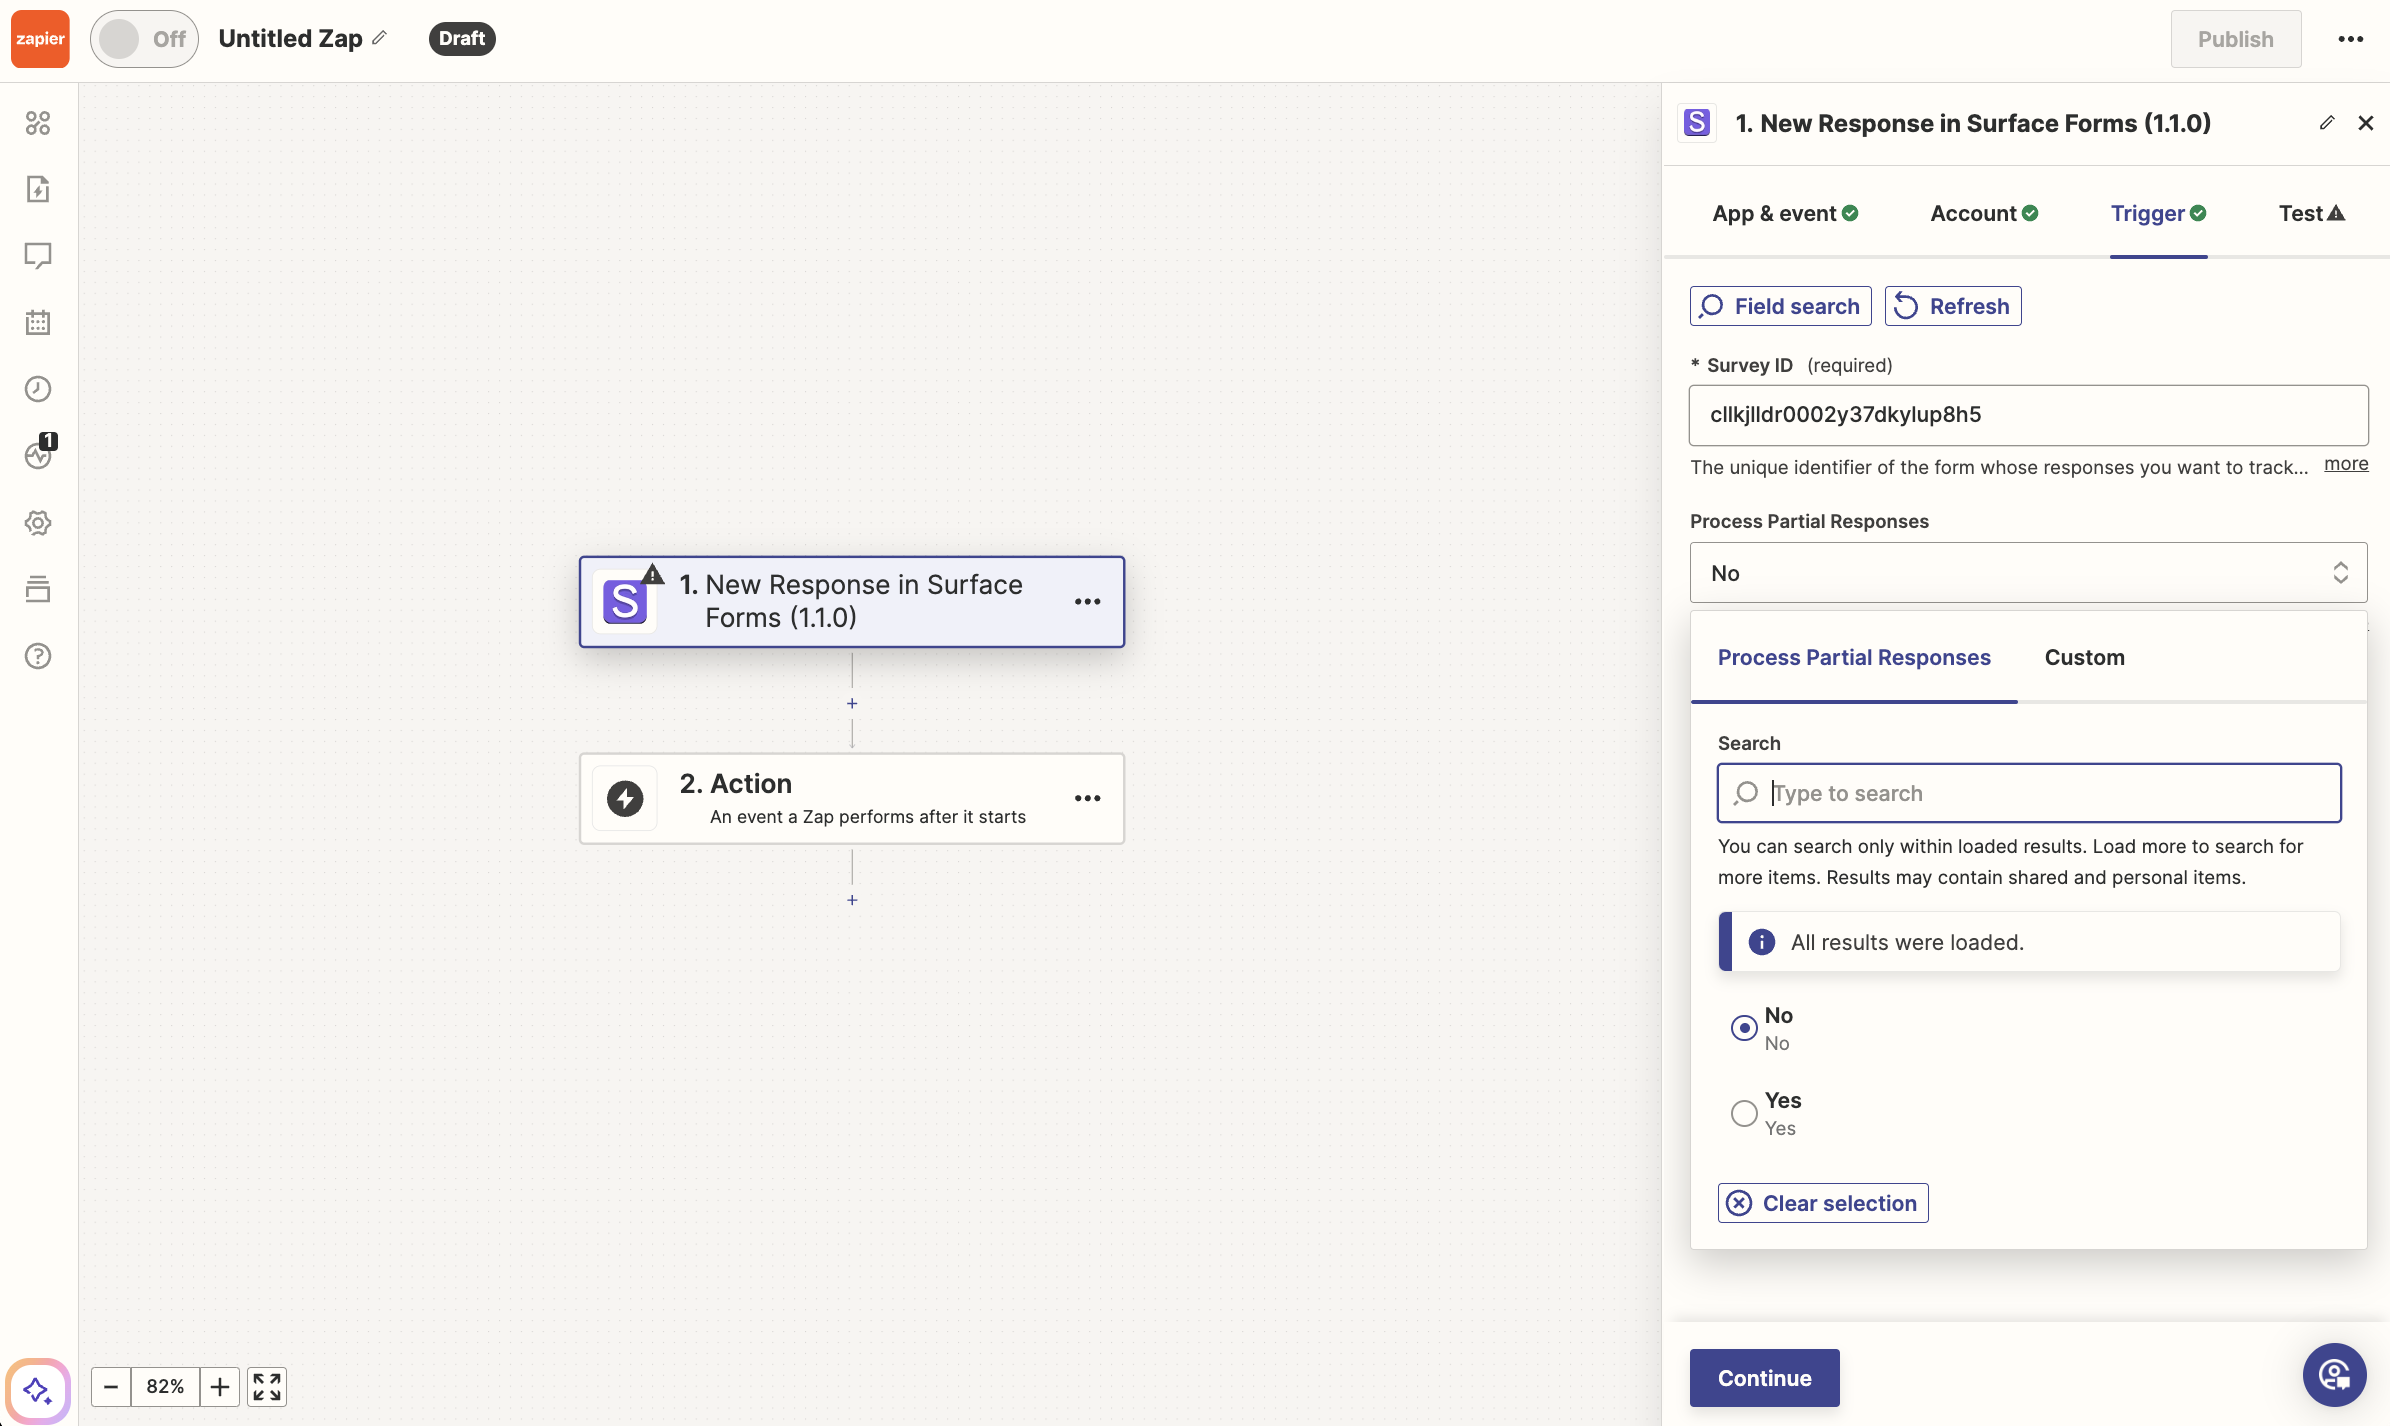 zapier
Off
Untitled Zap
Draft
Publish
1
1. New Response in Surface
Forms (1.1.0)
2. Action
An event a Zap performs after it starts
82%
1. New Response in Surface Forms (1.1.0)
App & event
Account
Trigger
Test
Field search
Refresh
* Survey ID (required)
cllkjlldr0002y37dkylup8h5
The unique identifier of the form whose responses you want to track...
more
Process Partial Responses
No
Process Partial Responses
Custom
Search
Type to search
You can search only within loaded results. Load more to search for
more items. Results may contain shared and personal items.
All results were loaded.
No
No
Yes
Yes
Clear selection
Continue